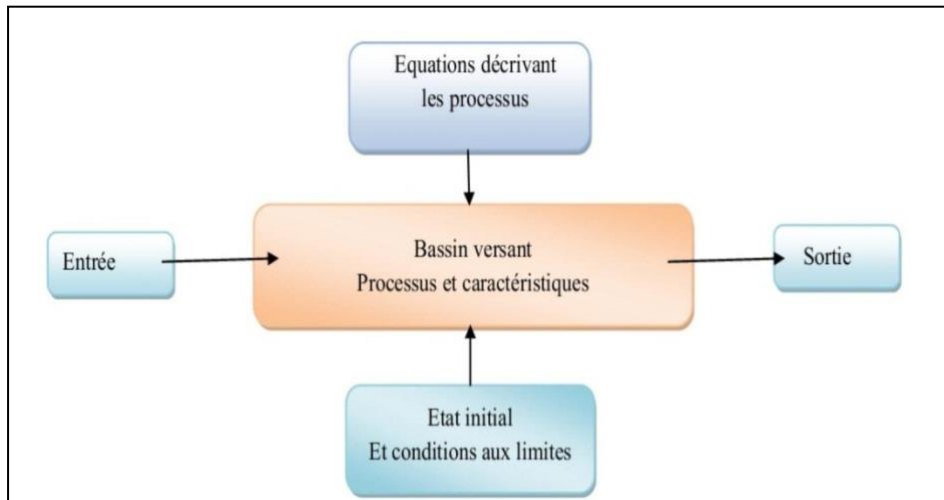 Equations décrivant
les processus
Bassin versant
Processus et caractéristiques
Entrée
Sortie
Etat initial
Et conditions aux limites